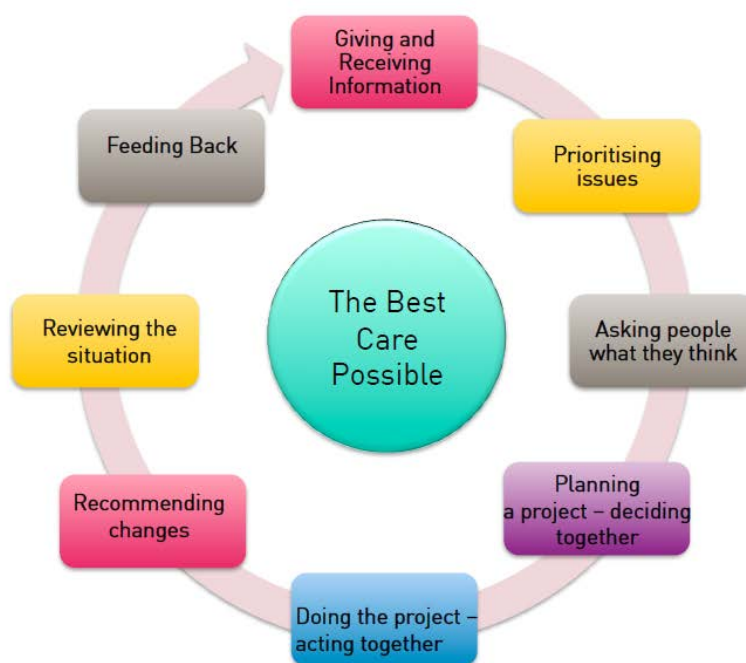 Giving and
Receiving
Information
Prioritising
issues
Asking people
what they think
Planning
a project – deciding
together
Doing the project –
acting together
Recommending
changes
Reviewing the
situation
Feeding Back
The Best
Care
Possible